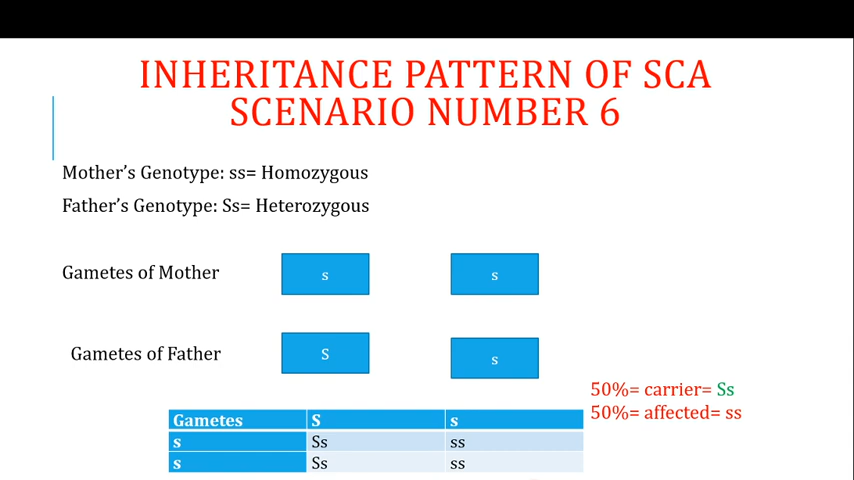 INHERITANCE PATTERN OF SCA
SCENARIO NUMBER 6
Mother's Genotype: ss= Homozygous
Father's Genotype: Ss= Heterozygous
Gametes of Mother s s
Gametes of Father S s
50%= carrier= Ss
50%= affected= ss
Gametes S s
s Ss ss
s Ss ss